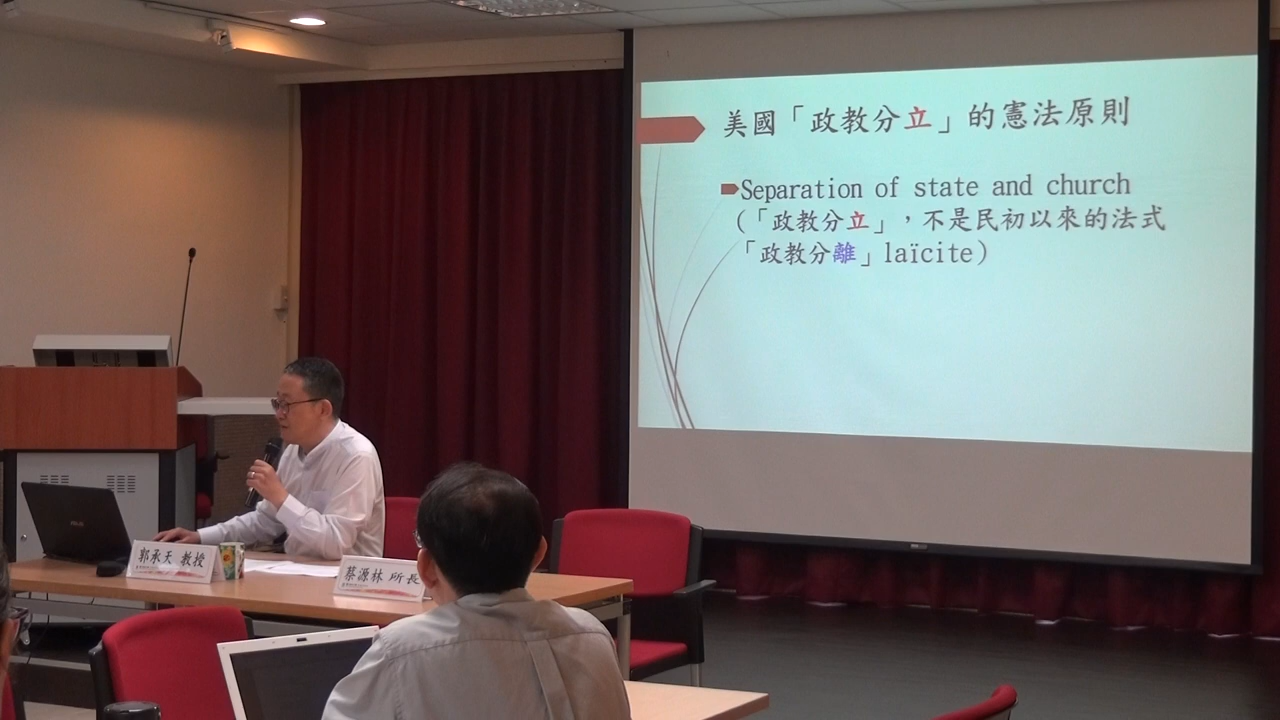 美國「政教分立」的憲法原則
Separation of state and church
(「政教分立」，不是民初以來的法式
「政教分離」laïcite)
郭承天 教授
蔡源林 所長
ASUS